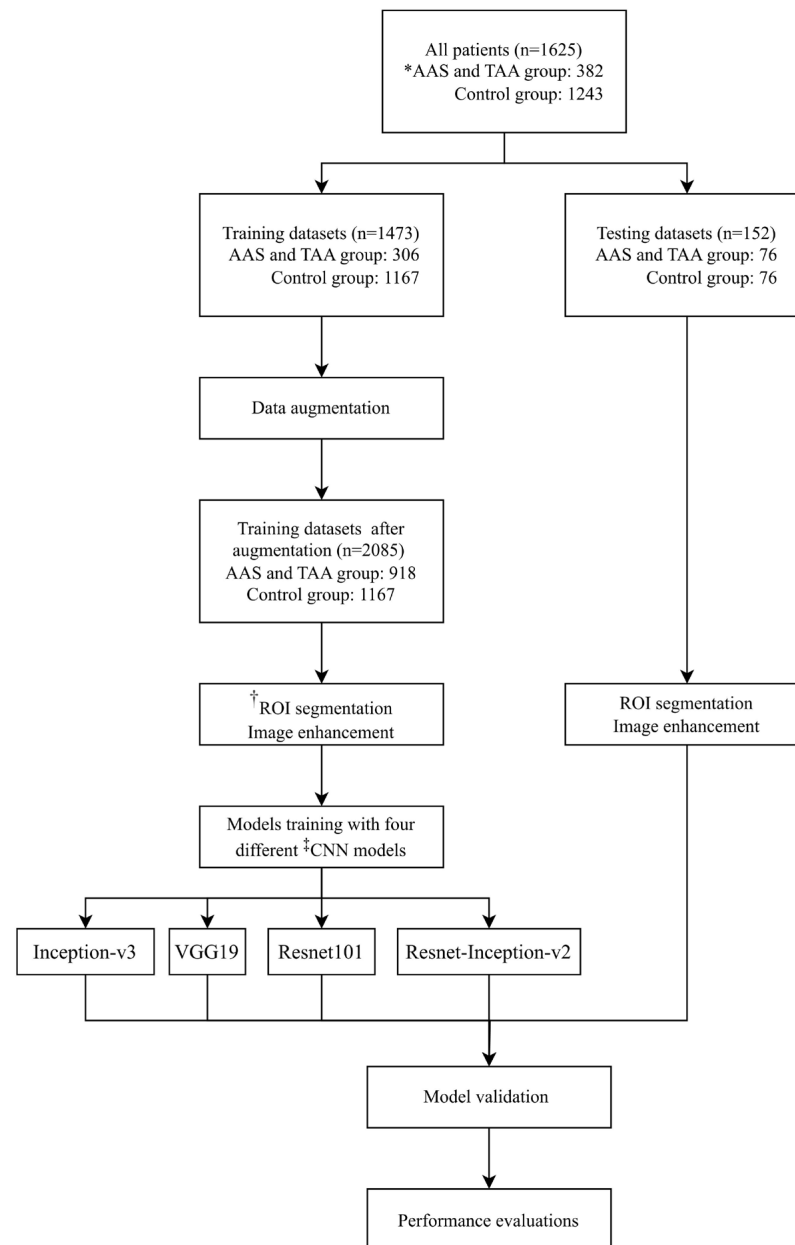 All patients (n=1625)
*AAS and TAA group: 382
Control group: 1243
Training datasets (n=1473)
AAS and TAA group: 306
Control group: 1167
Testing datasets (n=152)
AAS and TAA group: 76
Control group: 76
Data augmentation
Training datasets after
augmentation (n=2085)
AAS and TAA group: 918
Control group: 1167
†ROI segmentation
Image enhancement
ROI segmentation
Image enhancement
Models training with four
different ‡CNN models
Inception-v3
VGG19
Resnet101
Resnet-Inception-v2
Model validation
Performance evaluations